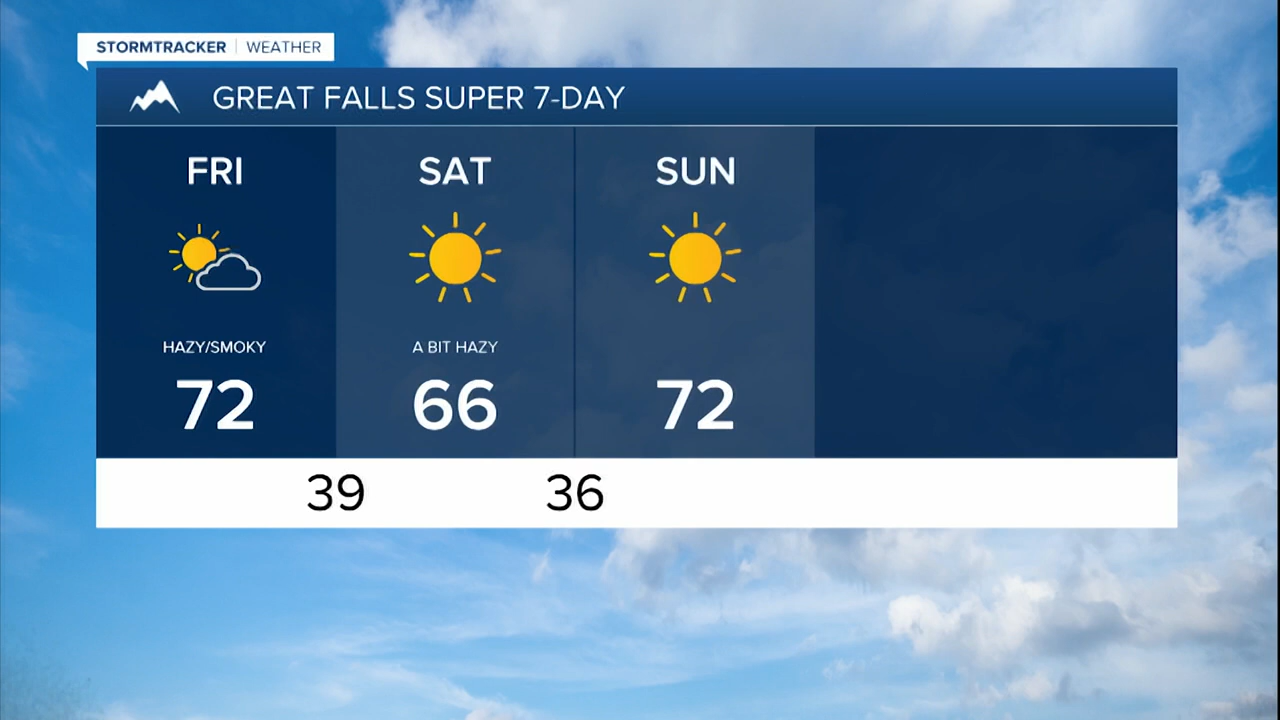 STORMTRACKER | WEATHER
GREAT FALLS SUPER 7-DAY
FRI
SAT
SUN
HAZY/SMOKY
A BIT HAZY
72
66
72
39
36